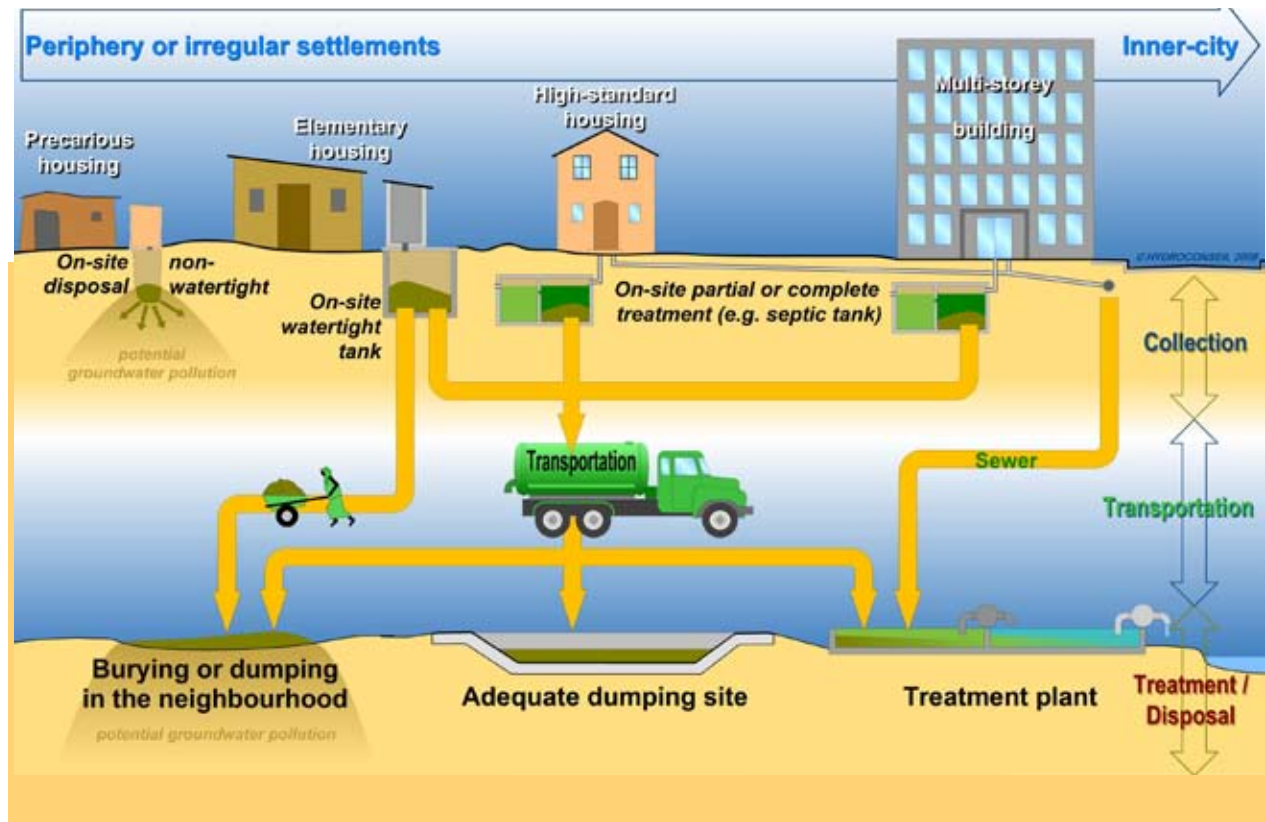 Periphery or irregular settlements
Inner-city
Precarious
housing
Elementary
housing
High-standard
housing
Multi-storey
building
On-site
disposal
non-
watertight
potential
groundwater pollution
On-site
watertight
tank
On-site partial or complete
treatment (e.g. septic tank)
© HYDROCONSEIL, 2008
Collection
Transportation
Sewer
Transportation
Burying or dumping
in the neighbourhood
potential groundwater pollution
Adequate dumping site
Treatment plant
Treatment /
Disposal